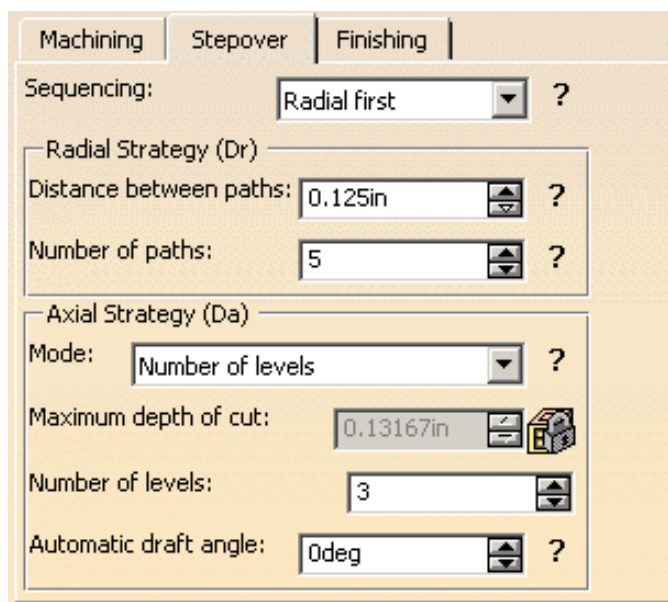 Machining Stepover Finishing
Sequencing: Radial first ?
Radial Strategy (Dr)
Distance between paths: 0.125in ?
Number of paths: 5 ?
Axial Strategy (Da)
Mode: Number of levels ?
Maximum depth of cut: 0.13167in
Number of levels: 3
Automatic draft angle: 0deg ?